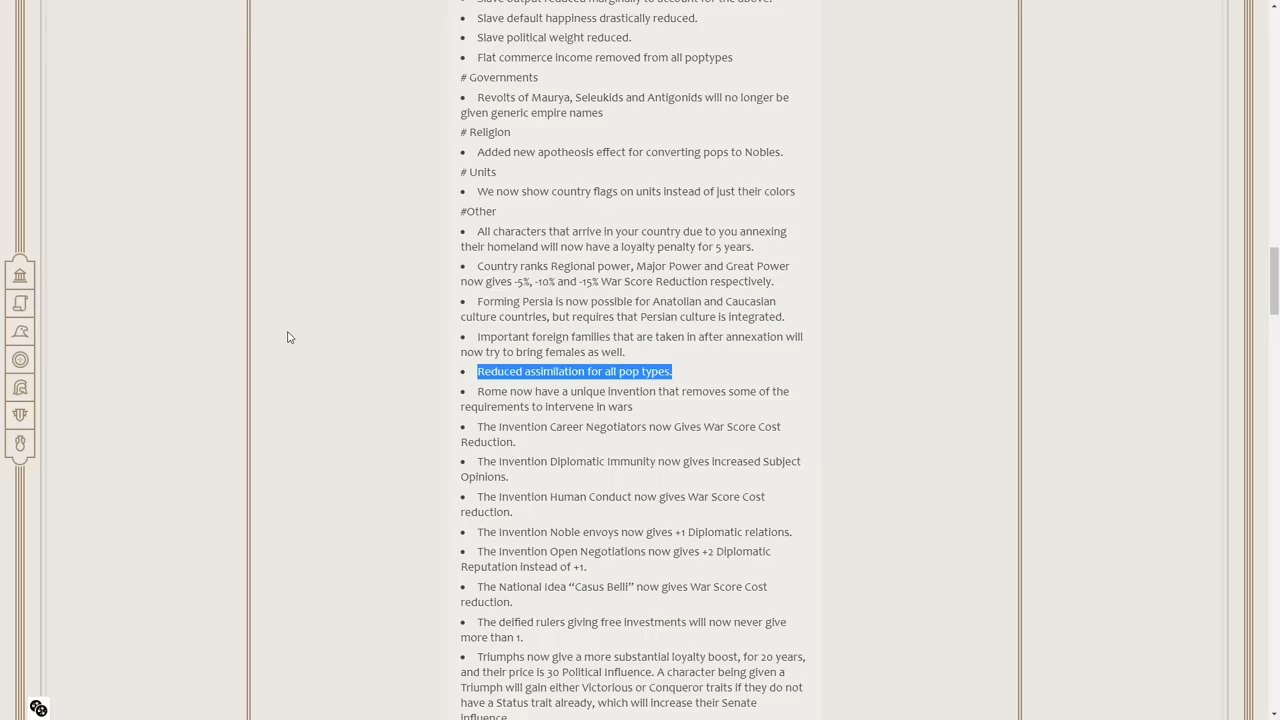 Slave output reduced marginally to account for the above.
• Slave default happiness drastically reduced.
• Slave political weight reduced.
• Flat commerce income removed from all poptypes
# Governments
• Revolts of Maurya, Seleukids and Antigonids will no longer be
given generic empire names
# Religion
• Added new apotheosis effect for converting pops to Nobles.
# Units
• We now show country flags on units instead of just their colors
#Other
• All characters that arrive in your country due to you annexing
their homeland will now have a loyalty penalty for 5 years.
• Country ranks Regional power, Major Power and Great Power
now gives -5%, -10% and -15% War Score Reduction respectively.
• Forming Persia is now possible for Anatolian and Caucasian
culture countries, but requires that Persian culture is integrated.
• Important foreign families that are taken in after annexation will
now try to bring females as well.
• Reduced assimilation for all pop types.
• Rome now have a unique invention that removes some of the
requirements to intervene in wars
• The Invention Career Negotiators now Gives War Score Cost
Reduction.
• The Invention Diplomatic Immunity now gives increased Subject
Opinions.
• The Invention Human Conduct now gives War Score Cost
reduction.
• The Invention Noble envoys now gives +1 Diplomatic relations.
• The Invention Open Negotiations now gives +2 Diplomatic
Reputation instead of +1.
• The National Idea “Casus Belli” now gives War Score Cost
reduction.
• The deified rulers giving free investments will now never give
more than 1.
• Triumphs now give a more substantial loyalty boost, for 20 years,
and their price is 30 Political Influence. A character being given a
Triumph will gain either Victorious or Conqueror traits if they do not
have a Status trait already, which will increase their Senate
Influence.